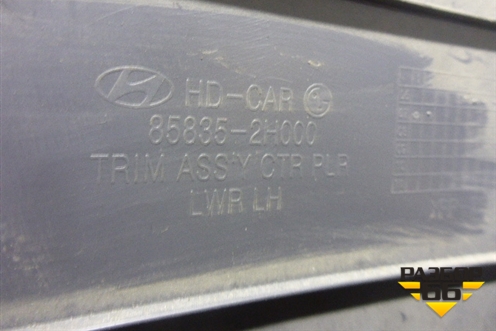 HD-CAR
85835-2H000
TRIM ASS'Y CTR PLR
LWR LH
РАЗБОР
66